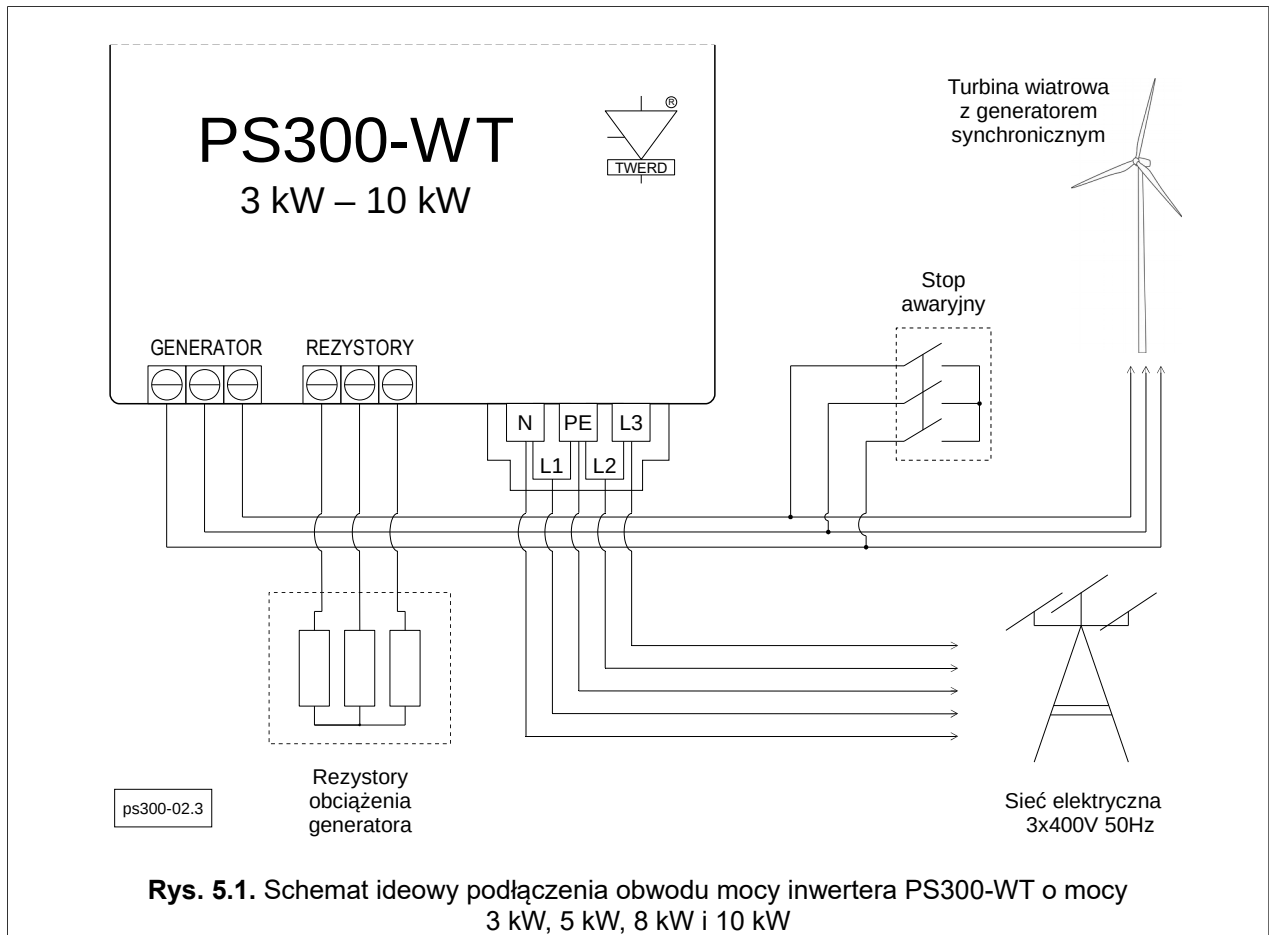 PS300-WT
3 kW – 10 kW
®
TWERD
Turbina wiatrowa
z generatorem
synchronicznym
Stop
awaryjny
GENERATOR
REZYSTORY
N
PE
L3
L1
L2
Rezystory
obciążenia
generatora
ps300-02.3
Sieć elektryczna
3x400V 50Hz
Rys. 5.1. Schemat ideowy podłączenia obwodu mocy inwertera PS300-WT o mocy
3 kW, 5 kW, 8 kW i 10 kW